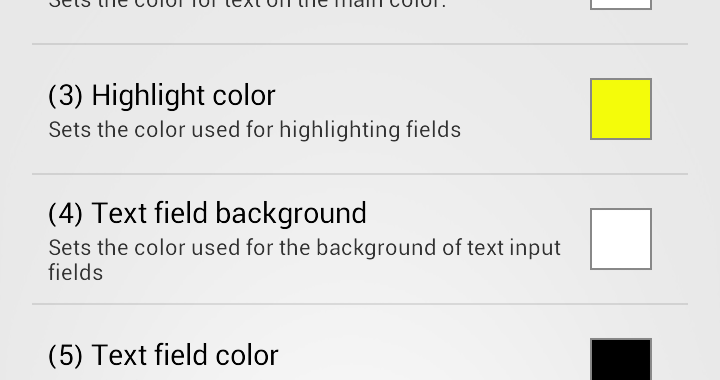 Sets the color for text on the main color.
(3) Highlight color
Sets the color used for highlighting fields
(4) Text field background
Sets the color used for the background of text input
fields
(5) Text field color